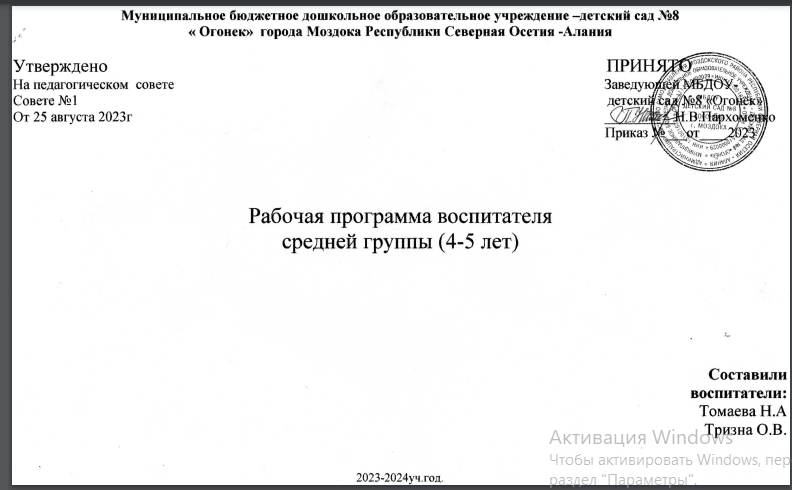 Муниципальное бюджетное дошкольное образовательное учреждение –детский сад №8
« Огонек» города Моздока Республики Северная Осетия -Алания
Утверждено
На педагогическом совете
Совете №1
От 25 августа 2023г
ПРИНЯТО
Заведующей МБДОУ-
детский сад №8 «Огонек»
Н.В.Пархоменко
Приказ № от 2023
Рабочая программа воспитателя
средней группы (4-5 лет)
Составили
воспитатели:
Томаева Н.А
Тризна О.В.
Активация Windows
Чтобы активировать Windows, пер
раздел "Параметры".
2023-2024уч.год.